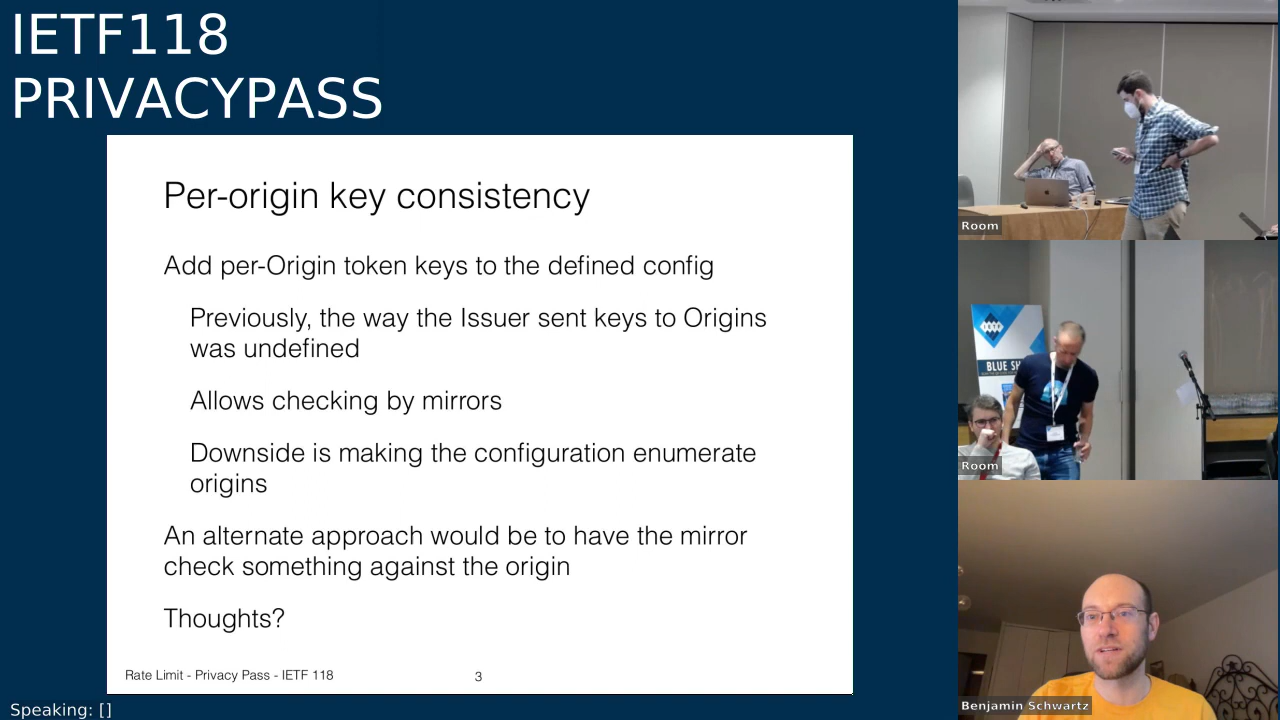 IETF118
PRIVACYPASS
Per-origin key consistency
Add per-Origin token keys to the defined config
Previously, the way the Issuer sent keys to Origins
was undefined
Allows checking by mirrors
Downside is making the configuration enumerate
origins
An alternate approach would be to have the mirror
check something against the origin
Thoughts?
Rate Limit - Privacy Pass - IETF 118
3
Speaking: []
Room
IETF
BLUE SH
Room
Benjamin Schwartz